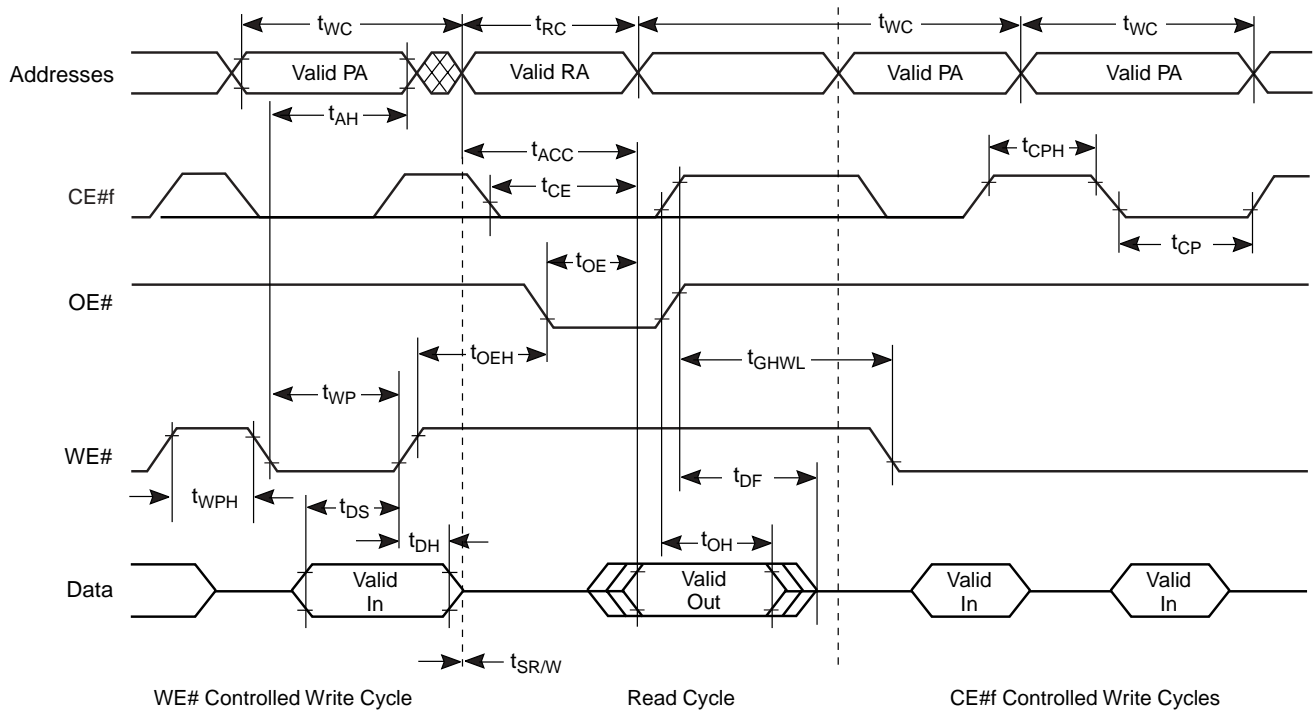 tWC tRC tWC tWC
Addresses Valid PA Valid RA Valid PA Valid PA
tAH
tACC tCPH
CE#f tCE
tCP
tOE
OE#
tOEH tGHWL
tWP
WE#
tWPH tDS tDF
tDH tOH
Data Valid In Valid Out Valid In Valid In
tSR/W
WE# Controlled Write Cycle Read Cycle CE#f Controlled Write Cycles